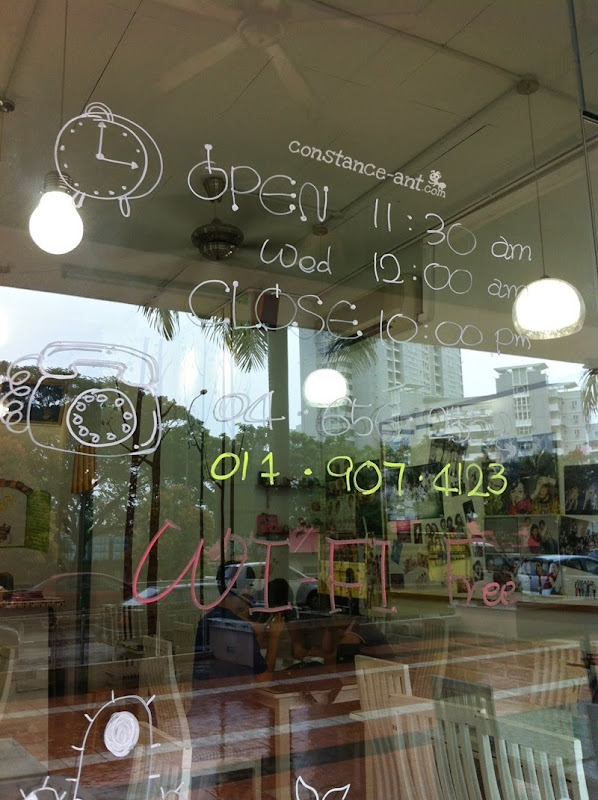 constance-ant.com
OPEN 11:30 am
Wed 12:00 am
CLOSE 10:00 pm
017.907.4123
WI-FI Free